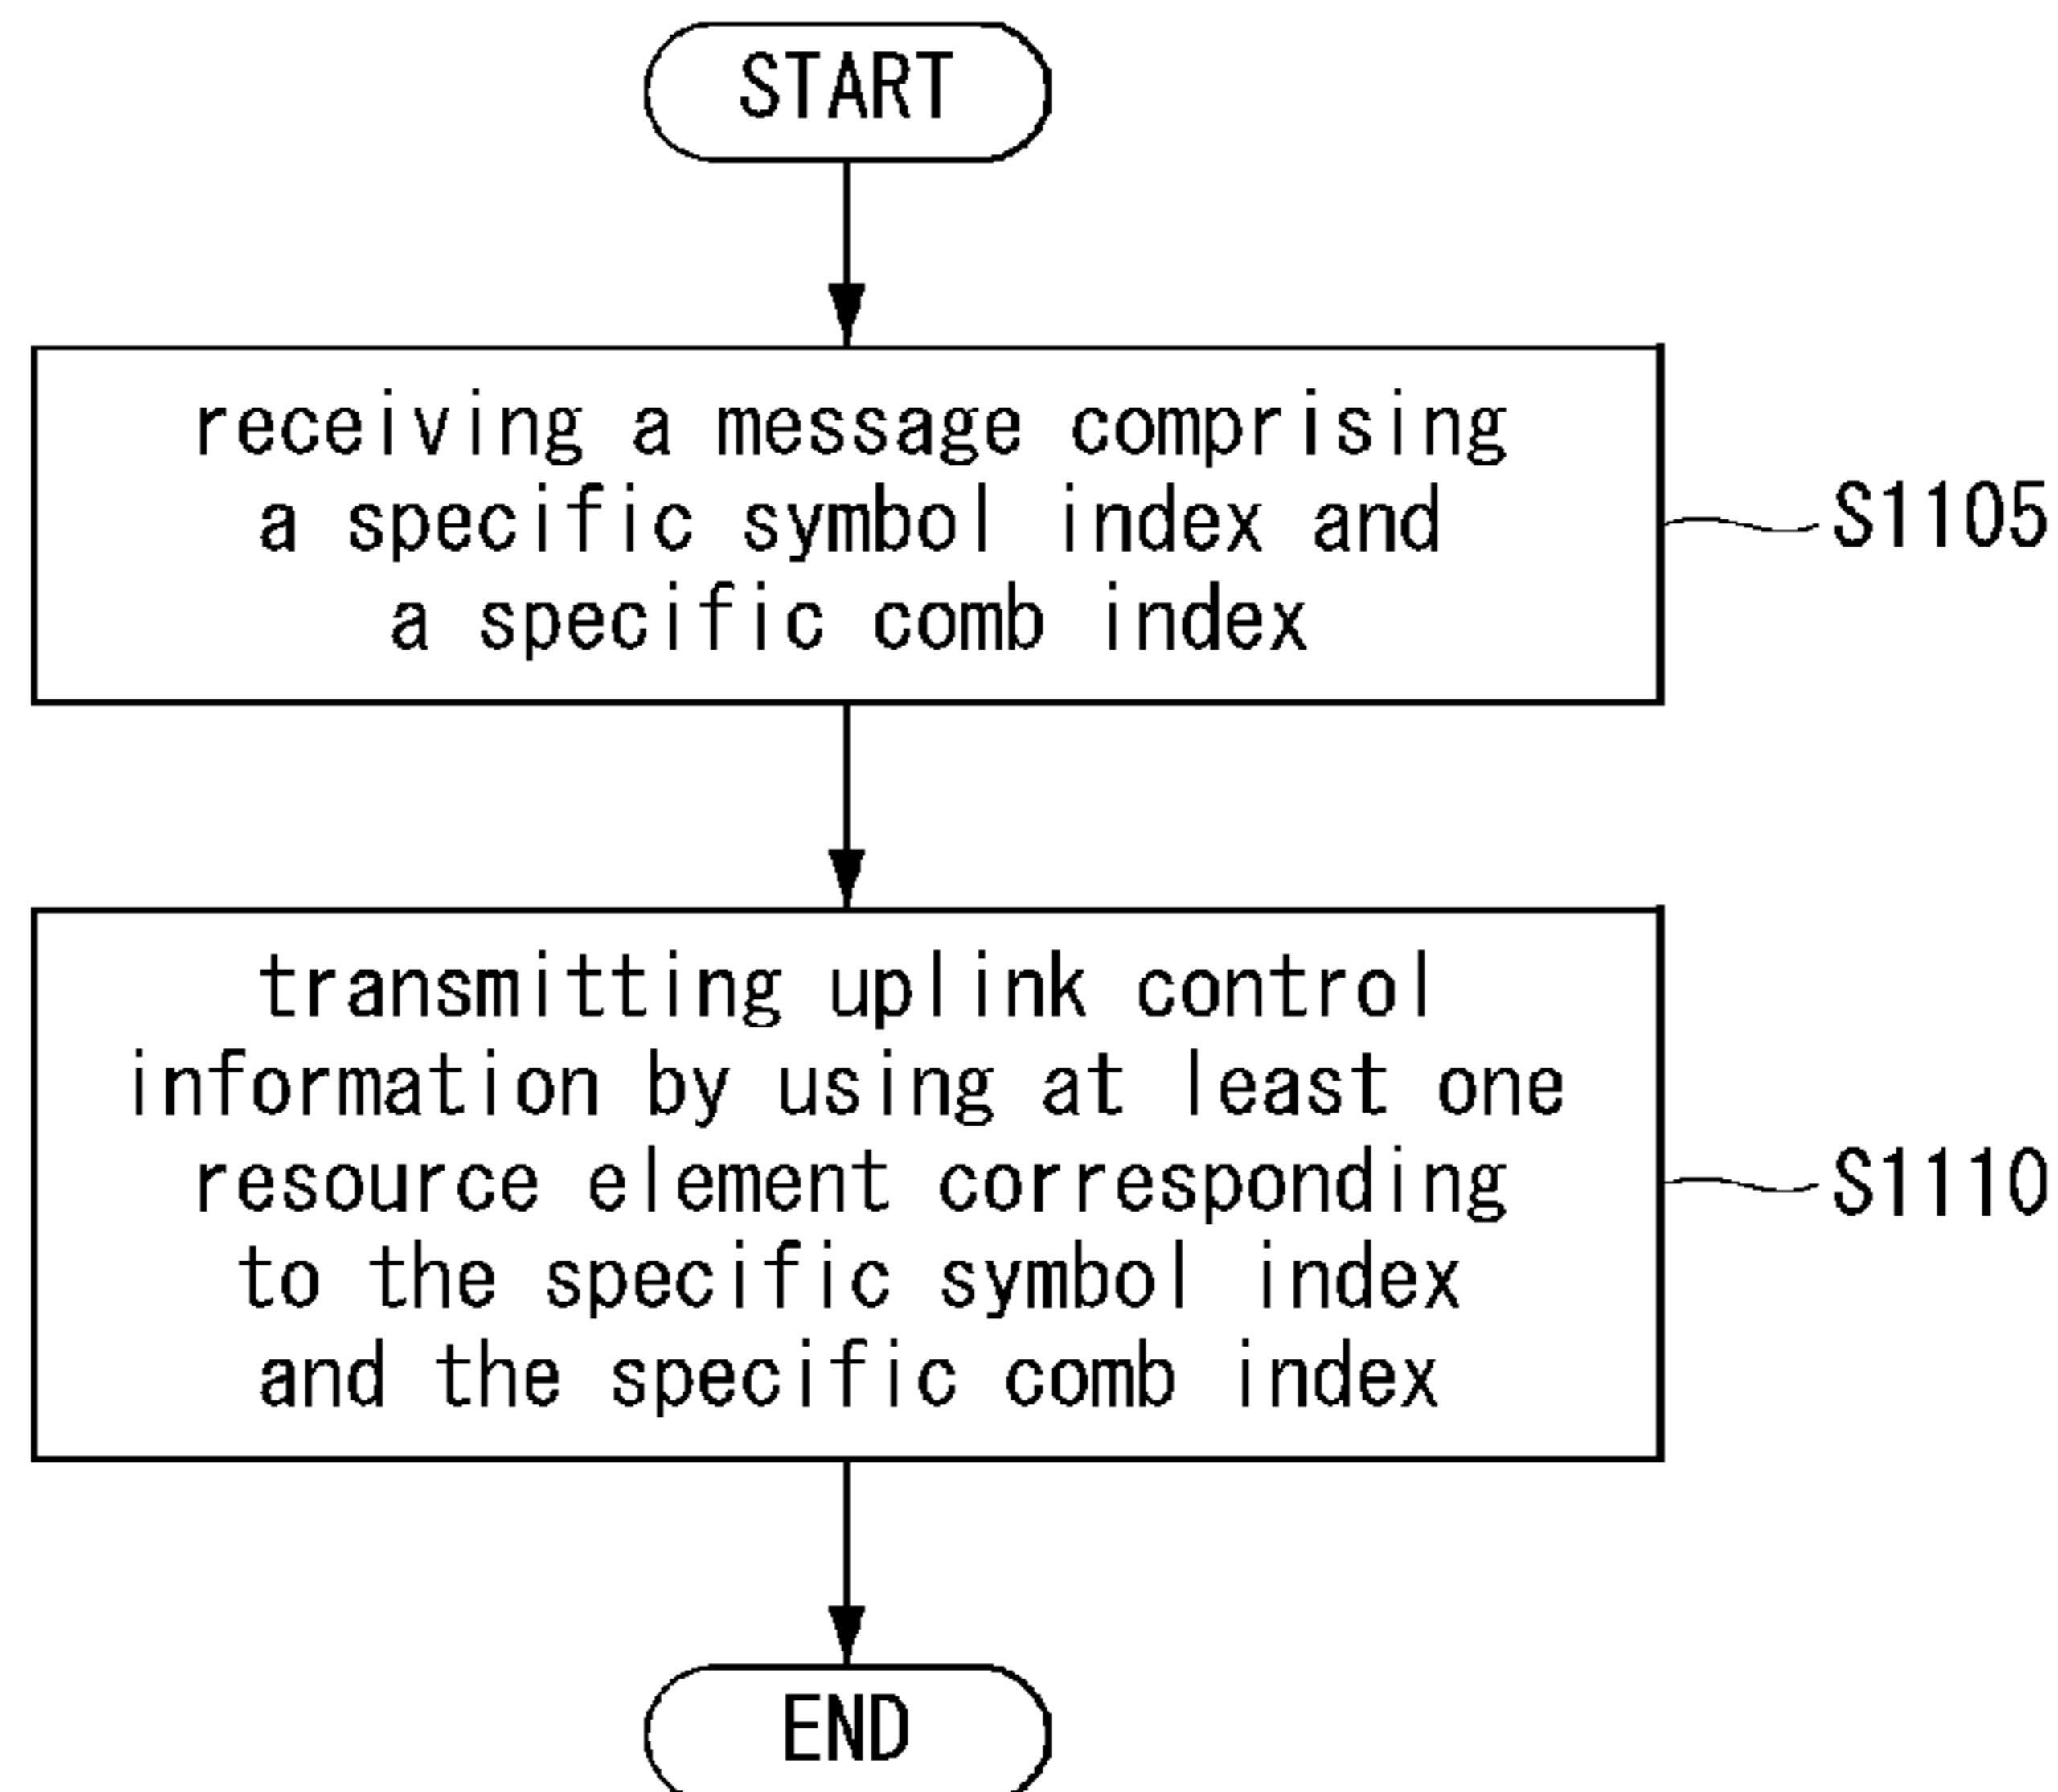 START
receiving a message comprising
a specific symbol index and
a specific comb index
S1105
transmitting uplink control
information by using at least one
resource element corresponding
to the specific symbol index
and the specific comb index
S1110
END